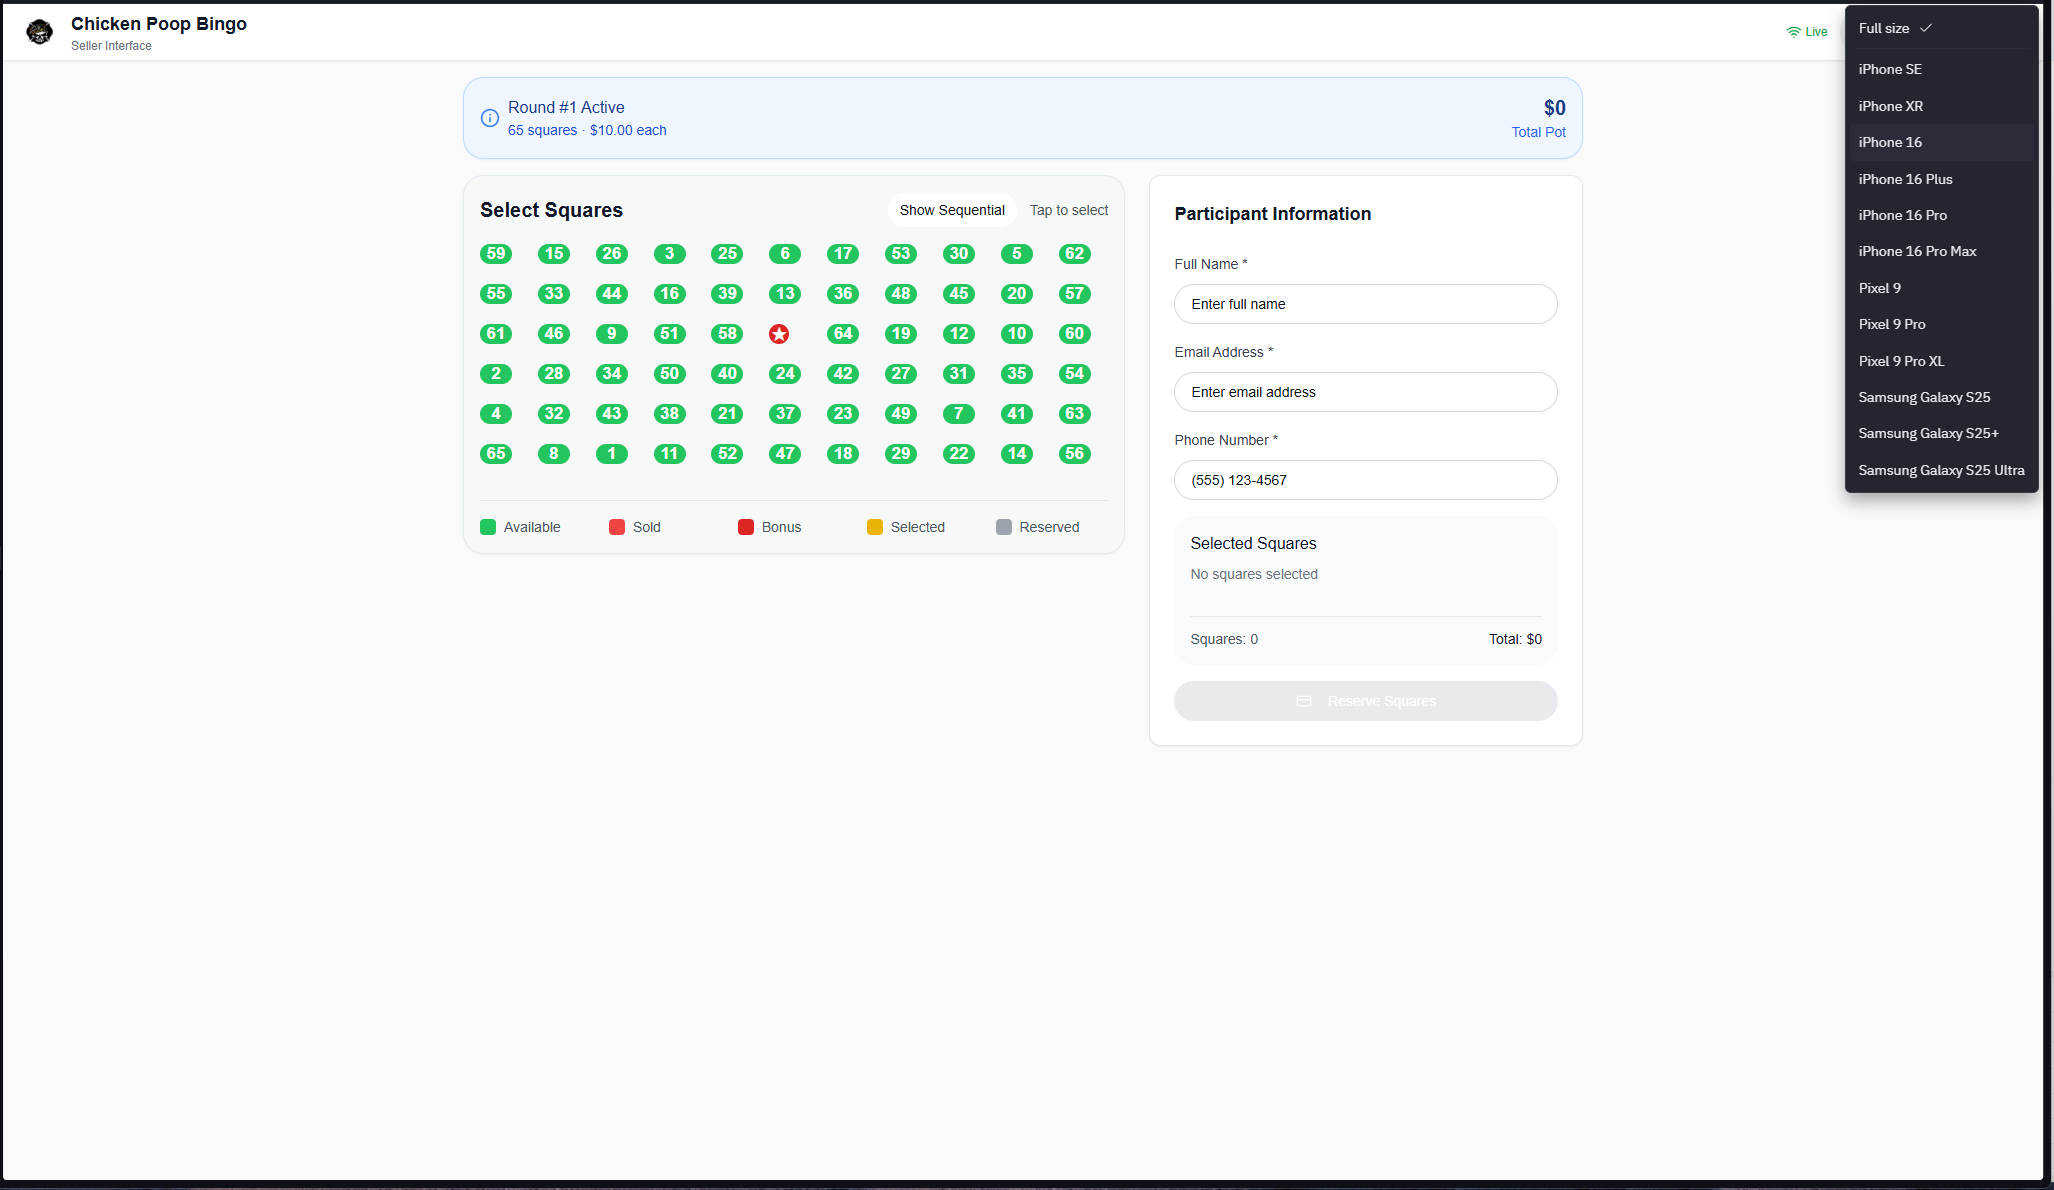 Chicken Poop Bingo
Seller Interface
Live
Round #1 Active
65 squares · $10.00 each
$0
Total Pot
Select Squares
Show Sequential
Tap to select
59 15 26 3 25 6 17 53 30 5 62
55 33 44 16 39 13 36 48 45 20 57
61 46 9 51 58 64 19 12 10 60
2 28 34 50 40 24 42 27 31 35 54
4 32 43 38 21 37 23 49 7 41 63
65 8 1 11 52 47 18 29 22 14 56
Available Sold Bonus Selected Reserved
Participant Information
Full Name *
Enter full name
Email Address *
Enter email address
Phone Number *
(555) 123-4567
Selected Squares
No squares selected
Squares: 0
Total: $0
Reserve Squares
Full size
iPhone SE
iPhone XR
iPhone 16
iPhone 16 Plus
iPhone 16 Pro
iPhone 16 Pro Max
Pixel 9
Pixel 9 Pro
Pixel 9 Pro XL
Samsung Galaxy S25
Samsung Galaxy S25+
Samsung Galaxy S25 Ultra